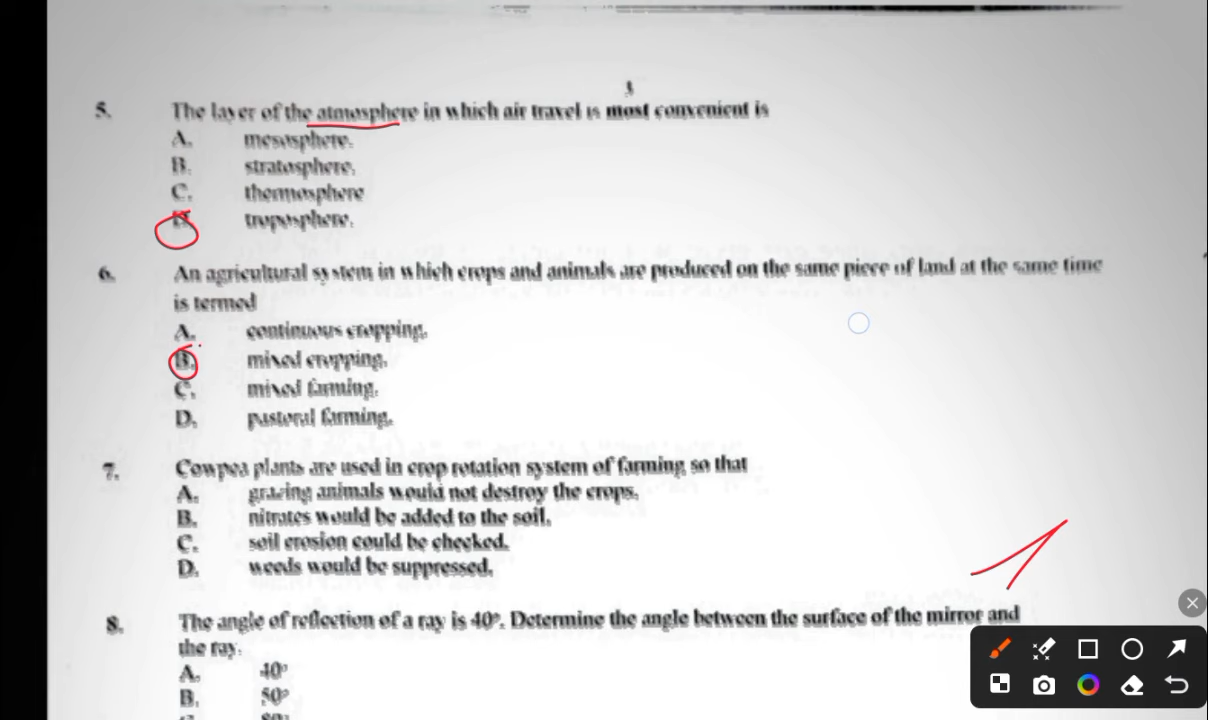 3
5. The layer of the atmosphere in which air travel is most convenient is
A. mesosphere.
B. stratosphere.
C. thermosphere
D. troposphere.
6. An agricultural system in which crops and animals are produced on the same piece of land at the same time
is termed
A. continuous cropping.
B. mixed cropping.
C. mixed farming.
D. pastoral farming.
7. Cowpea plants are used in crop rotation system of farming so that
A. grazing animals would not destroy the crops.
B. nitrates would be added to the soil.
C. soil erosion could be checked.
D. weeds would be suppressed.
8. The angle of reflection of a ray is 40°. Determine the angle between the surface of the mirror and
the ray.
A. 40°
B. 50°